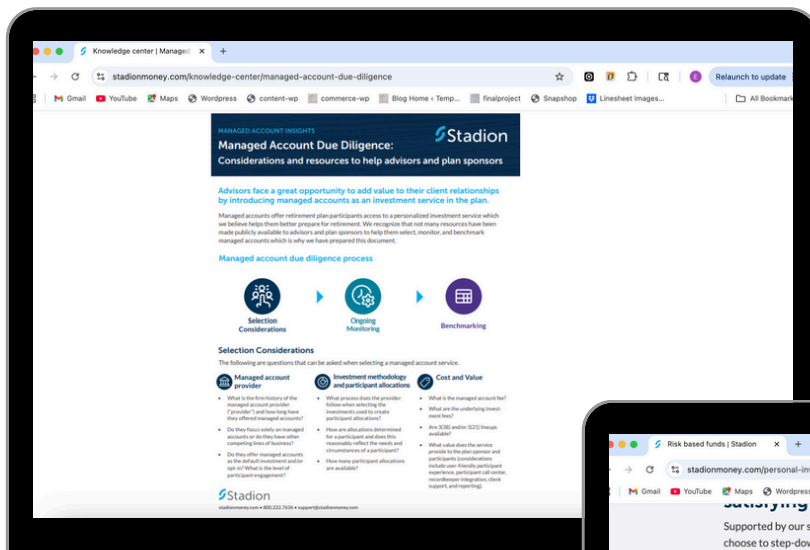 Knowledge center | Managed
stadionmoney.com/knowledge-center/managed-account-due-diligence
E
Relaunch to update
Gmail YouTube Maps Wordpress content-wp commerce-wp Blog Home ‹ Temp... finalproject Snapshop Linesheet Images... All Bookmark
MANAGED ACCOUNT INSIGHTS
Stadion
Managed Account Due Diligence:
Considerations and resources to help advisors and plan sponsors
Advisors face a great opportunity to add value to their client relationships
by introducing managed accounts as an investment service in the plan.
Managed accounts offer retirement plan participants access to a personalized investment service which
we believe helps them better prepare for retirement. We recognize that not many resources have been
made publicly available to advisors and plan sponsors to help them select, monitor, and benchmark
managed accounts which is why we have prepared this document.
Managed account due diligence process
Selection
Considerations
Ongoing
Monitoring
Benchmarking
Selection Considerations
The following are questions that can be asked when selecting a managed account service.
Managed account
provider
• What is the firm history of the
managed account provider
("provider") and how long have
they offered managed accounts?
• Do they focus solely on managed
accounts or do they have other
competing lines of business?
• Do they offer managed accounts
as the default investment and/or
opt in? What is the level of
participant engagement?
Investment methodology
and participant allocations
• What process does the provider
follow when selecting the
investments used to create
participant allocations?
• How are allocations determined
for a participant and does this
reasonably reflect the needs and
circumstances of a participant?
• How many participant allocations
are available?
Cost and Value
• What is the managed account fee?
• What are the underlying invest-
ment fees?
• Are 3(38) and/or 3(21) lineups
available?
• What value does the service
provide to the plan sponsor and
participants (considerations
include user-friendly participant
experience, participant call center,
recordkeeper integration, client
support, and reporting).
Stadion
stadionmoney.com • 800.222.7636 • support@stadionmoney.com
Risk based funds | Stadion
stadionmoney.com/personal-inv
Gmail YouTube Maps Wordpress
satisfying
Supported by our s
choose to step-dow